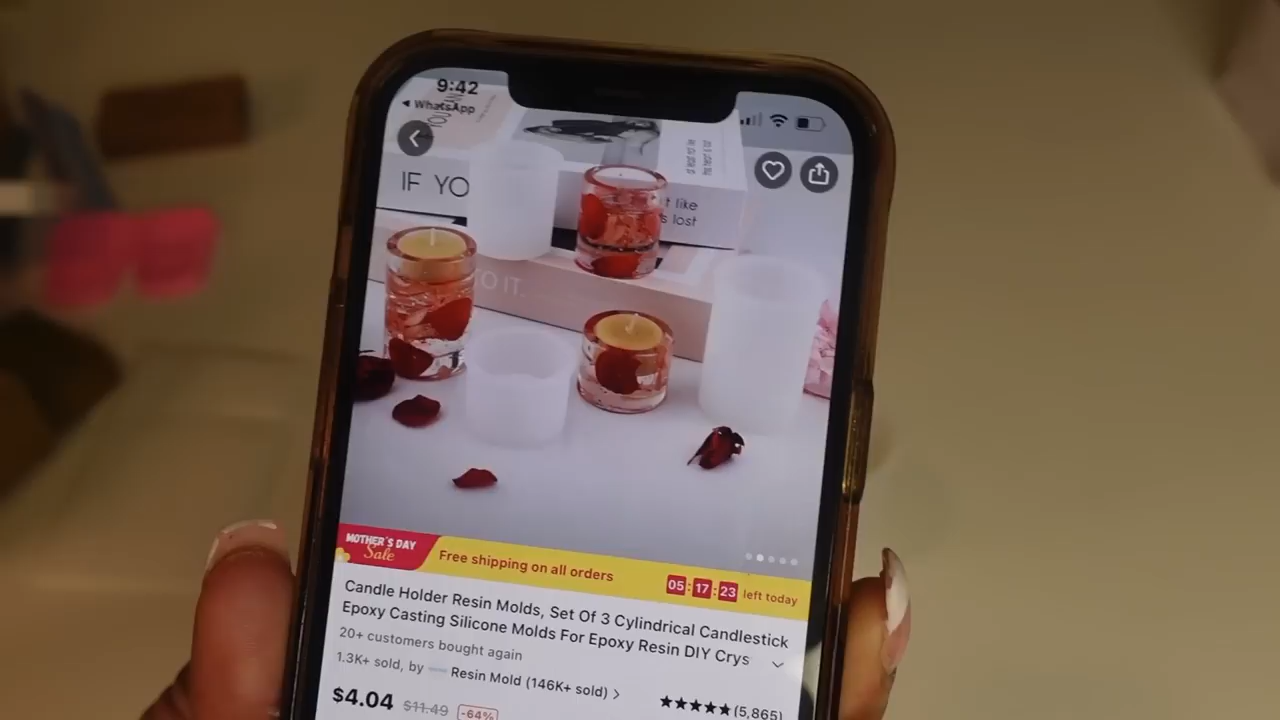 9:42
◀ WhatsApp
YOU
IF YO
t like
s lost
TO IT.
MOTHER'S DAY
Sale
Free shipping on all orders
05:17:23 left today
Candle Holder Resin Molds, Set Of 3 Cylindrical Candlestick
Epoxy Casting Silicone Molds For Epoxy Resin DIY Crys
20+ customers bought again
1.3K+ sold, by Resin Mold (146K+ sold) >
$4.04 $11.49 -64% ★★★★★(5,865)